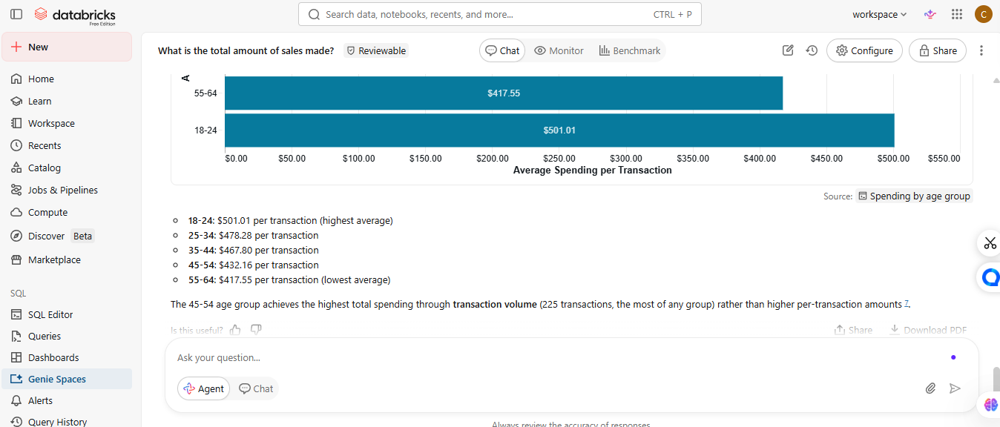 databricks
Free Edition
Search data, notebooks, recents, and more...
CTRL + P
workspace
C
New
Home
Learn
Workspace
Recents
Catalog
Jobs & Pipelines
Compute
Discover Beta
Marketplace
SQL
SQL Editor
Queries
Dashboards
Genie Spaces
Alerts
Query History
What is the total amount of sales made? Reviewable
Chat Monitor Benchmark
Configure Share
A
55-64 $417.55
18-24 $501.01
$0.00 $50.00 $100.00 $150.00 $200.00 $250.00 $300.00 $350.00 $400.00 $450.00 $500.00 $550.00
Average Spending per Transaction
Source: Spending by age group
18-24: $501.01 per transaction (highest average)
25-34: $478.28 per transaction
35-44: $467.80 per transaction
45-54: $432.16 per transaction
55-64: $417.55 per transaction (lowest average)
The 45-54 age group achieves the highest total spending through transaction volume (225 transactions, the most of any group) rather than higher per-transaction amounts 7.
Is this useful? Share Download PDF
Ask your question...
Agent Chat
Always review the accuracy of responses.